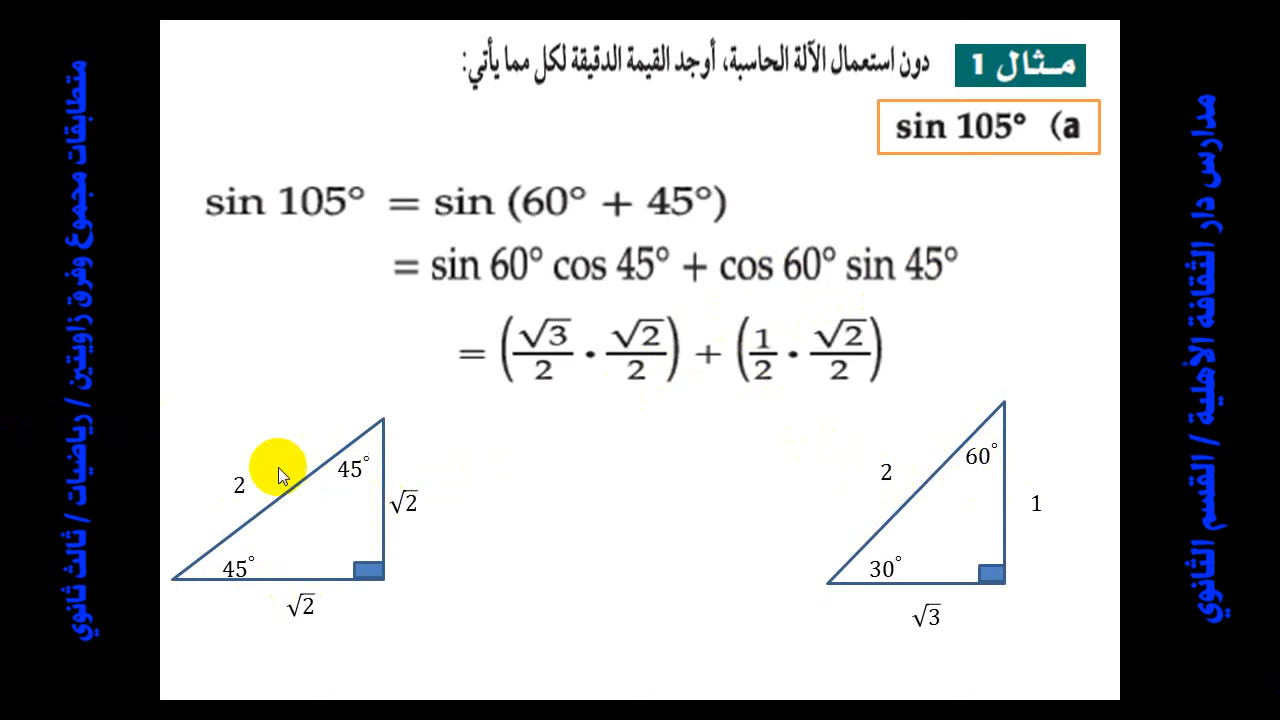 مثال 1 دون استعمال الآلة الحاسبة، أوجد القيمة الدقيقة لكل مما يأتي:
sin 105° (a
sin 105° = sin (60° + 45°)
= sin 60° cos 45° + cos 60° sin 45°
= (√3/2 · √2/2) + (1/2 · √2/2)
2
45°
√2
45°
√2
2
60°
1
30°
√3
متطابقات مجموع وفرق زاويتين / رياضيات / ثالث ثانوي
مدارس دار الثقافة الأهلية / القسم الثانوي